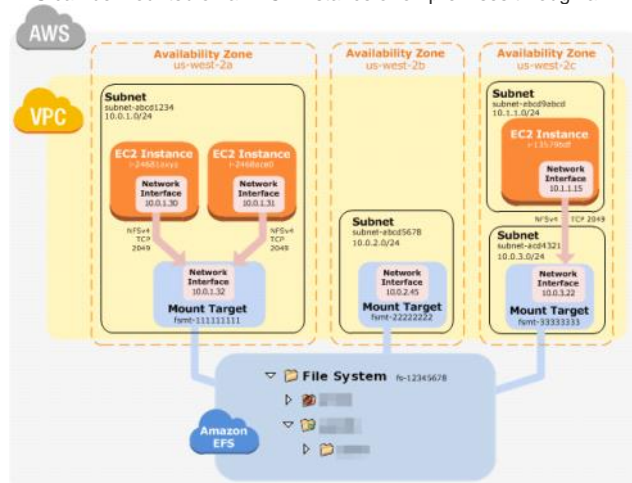 AWS
VPC
Availability Zone
us-west-2a
Subnet
subnet-abcd1234
10.0.1.0/24
EC2 Instance
Network
Interface
10.0.1.30
EC2 Instance
Network
Interface
10.0.1.31
NFSv4
TCP
2049
NFSv4
TCP
2049
Network
Interface
10.0.1.32
Mount Target
fsmt-111111111
Availability Zone
us-west-2b
Subnet
subnet-abcd5678
10.0.2.0/24
Network
Interface
10.0.2.45
Mount Target
fsmt-22222222
Availability Zone
us-west-2c
Subnet
subnet-abcd9abcd
10.1.1.0/24
EC2 Instance
i-13579bdf
Network
Interface
10.1.1.15
NFSv4
TCP 2049
Subnet
subnet-acd4321
10.0.3.0/24
Network
Interface
10.0.3.22
Mount Target
fsmt-33333333
File System fs-12345678
Amazon
EFS